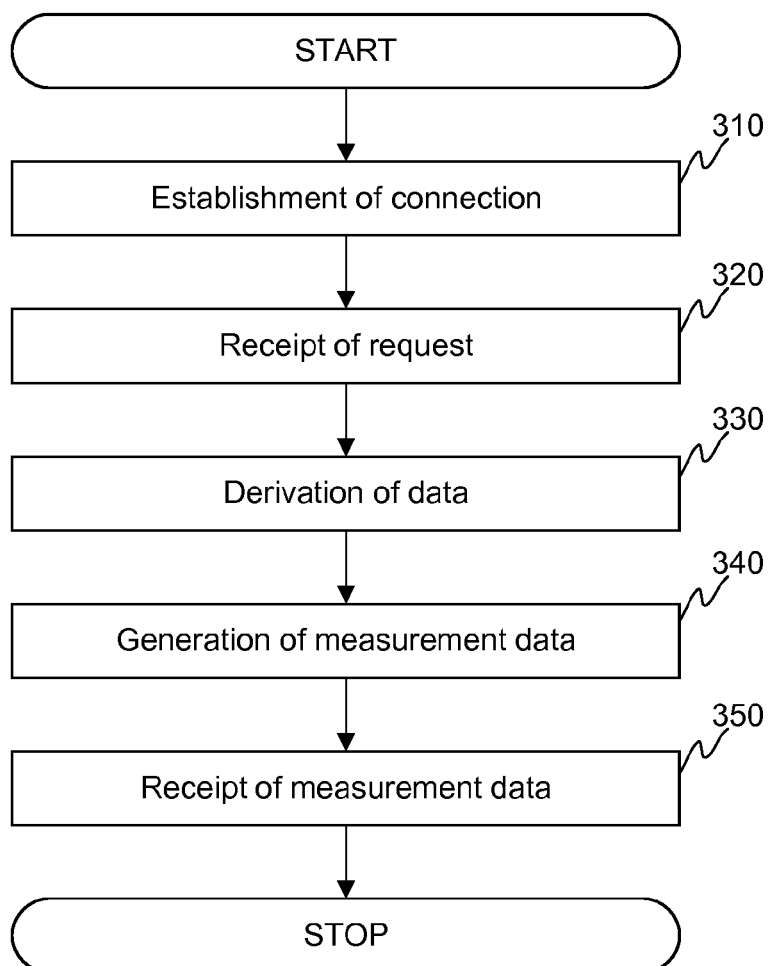 START
310
Establishment of connection
320
Receipt of request
330
Derivation of data
340
Generation of measurement data
350
Receipt of measurement data
STOP